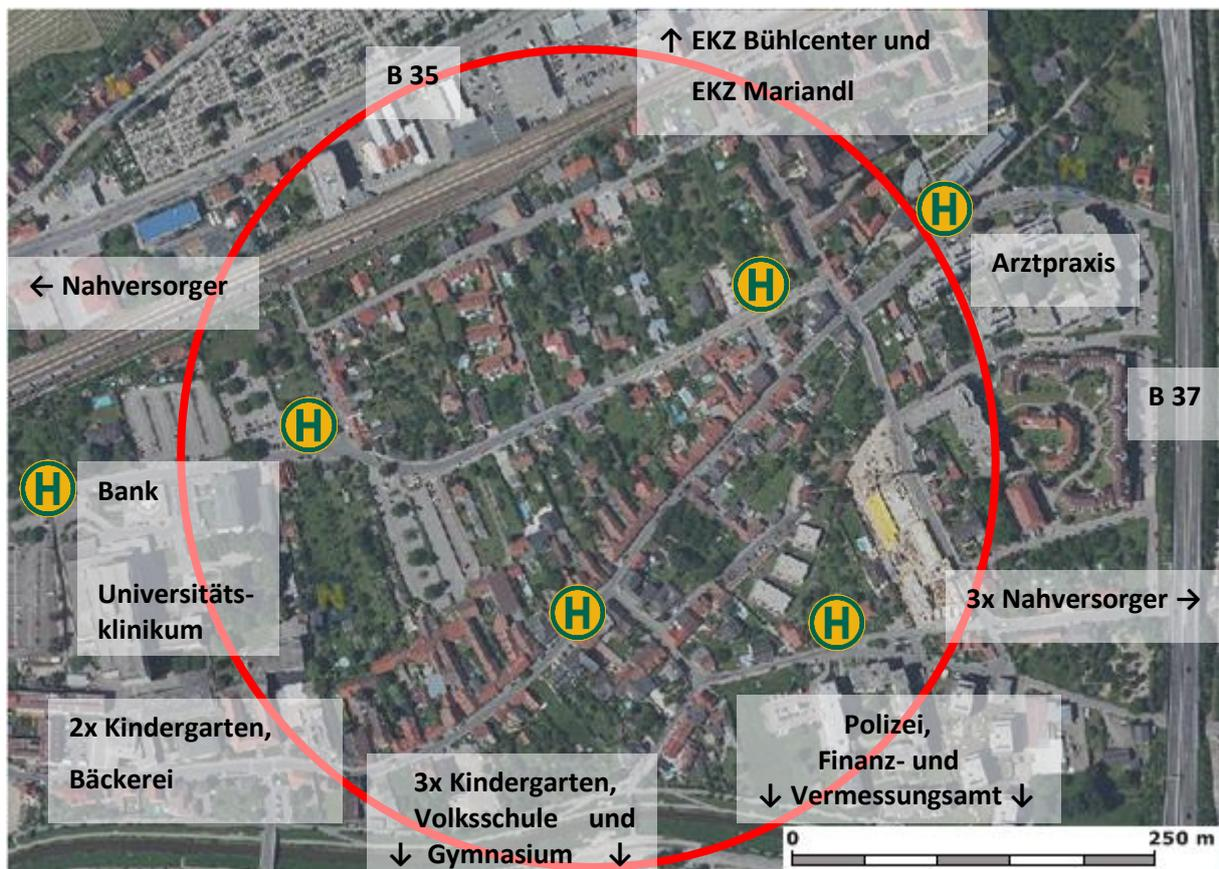 ↑ EKZ Bühlcenter und
EKZ Mariandl
B 35
H
Arztpraxis
← Nahversorger
H
B 37
H
H
Bank
Universitäts-
klinikum
H
H
3x Nahversorger →
2x Kindergarten,
Bäckerei
3x Kindergarten,
Volksschule und
↓ Gymnasium ↓
Polizei,
Finanz- und
↓ Vermessungsamt ↓
0 250 m